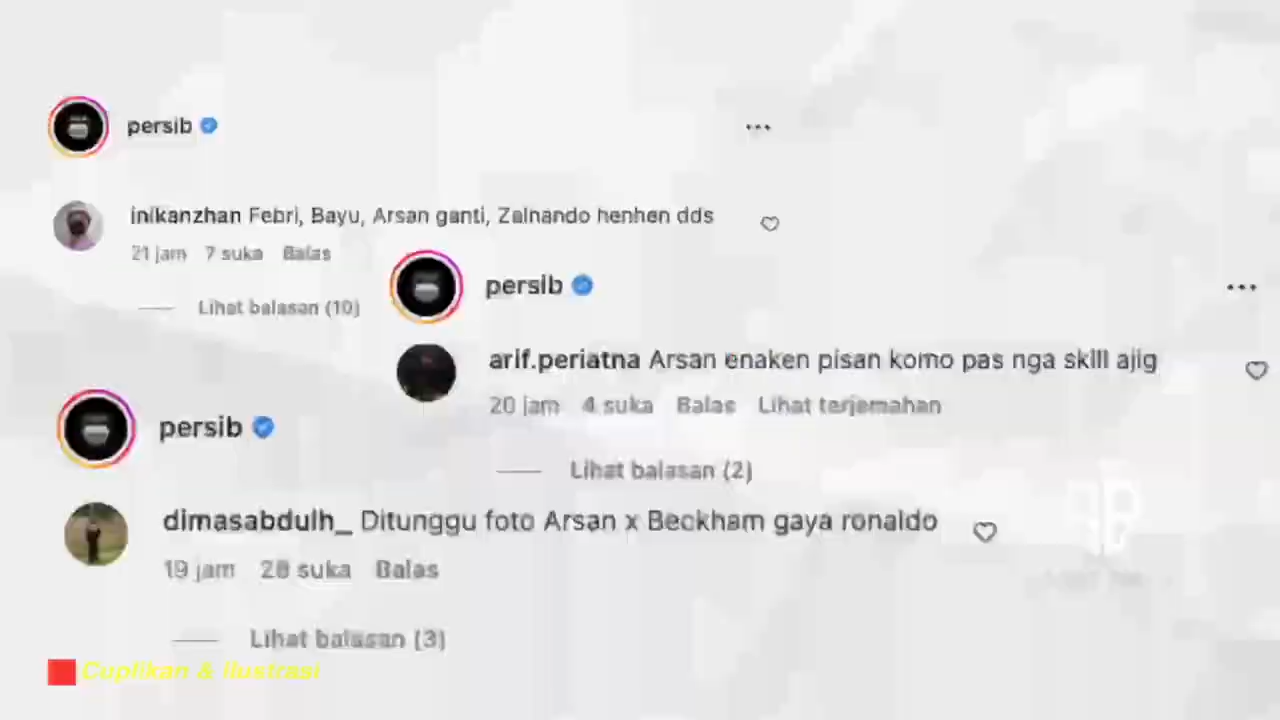 persib
inikanzhan Febri, Bayu, Arsan ganti, Zalnando henhen dds
21 jam 7 suka Balas
Lihat balasan (10)
persib
arif.periatna Arsan enaken pisan komo pas nga skill ajig
20 jam 4 suka Balas Lihat terjemahan
Lihat balasan (2)
persib
dimasabdulh_ Ditunggu foto Arsan x Beckham gaya ronaldo
19 jam 28 suka Balas
Lihat balasan (3)
Cuplikan & Ilustrasi